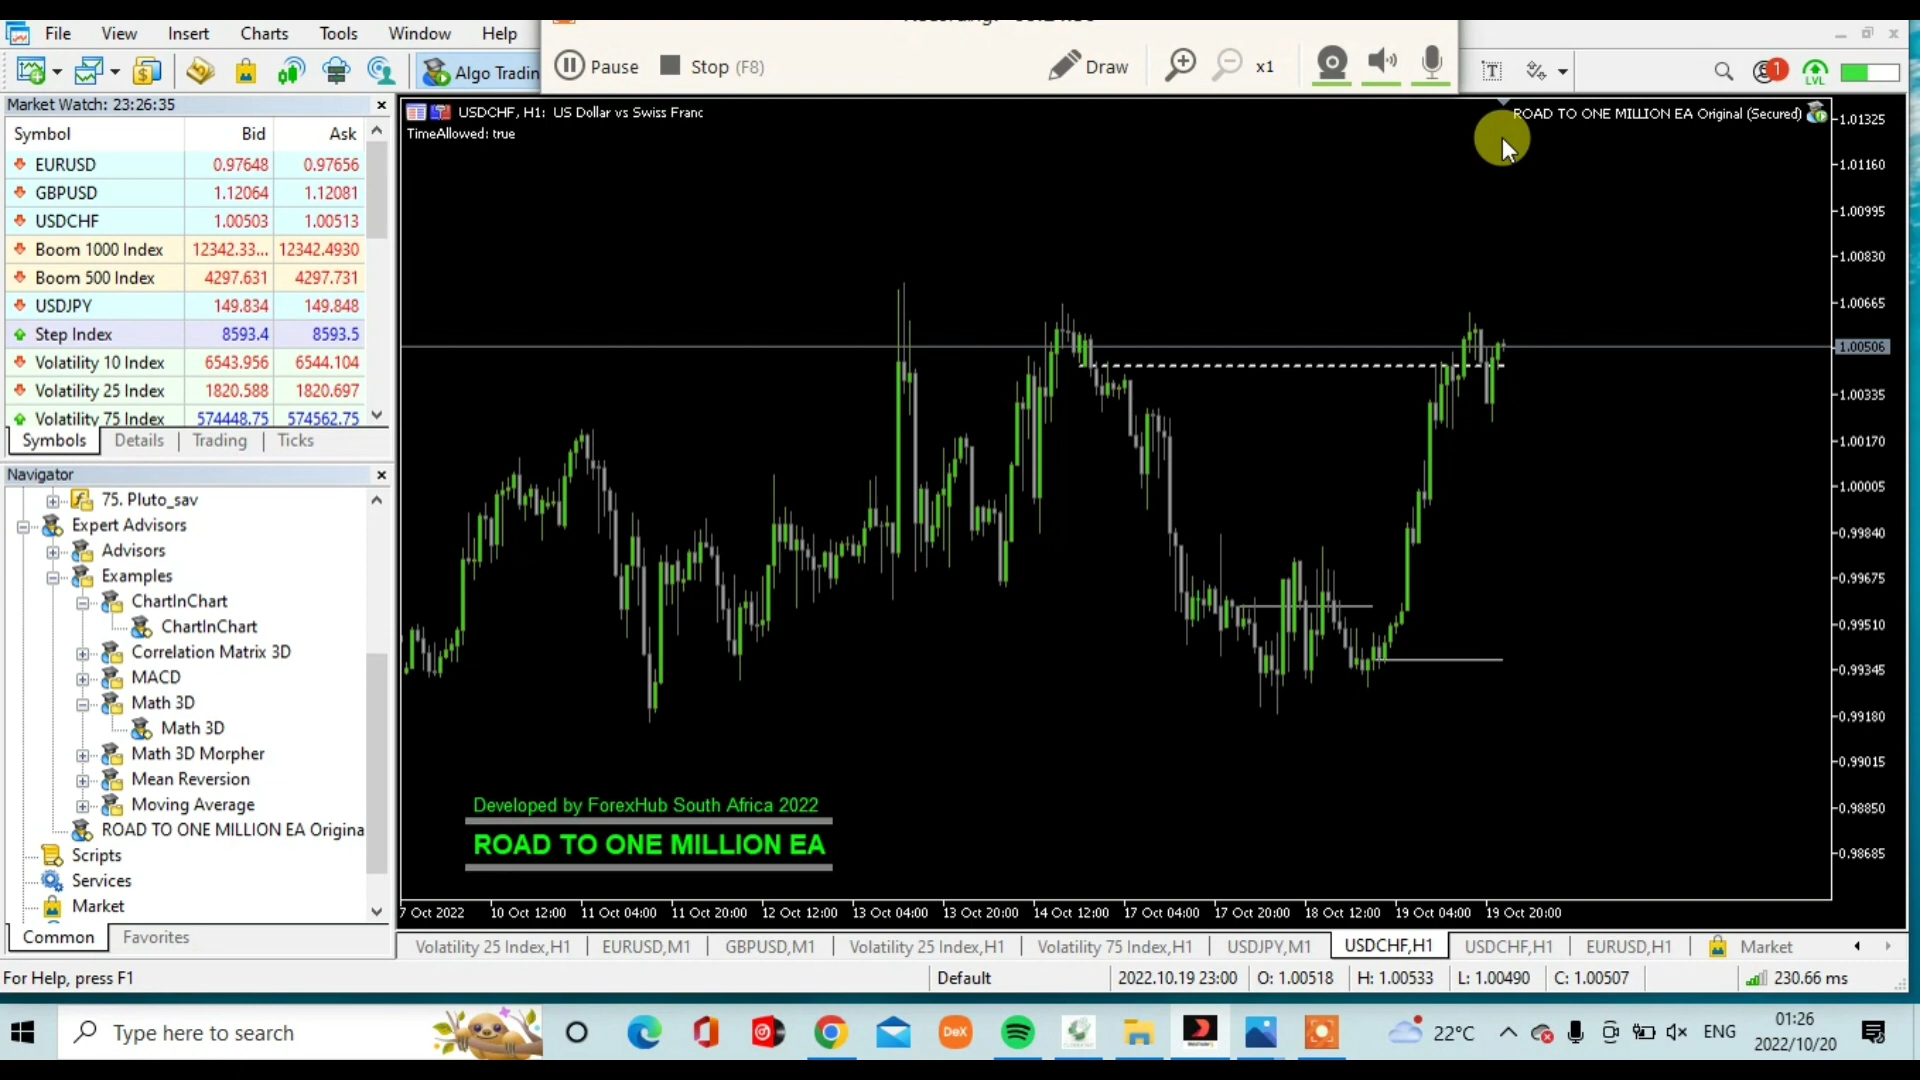 File View Insert Charts Tools Window Help
Pause Stop (F8) Draw x1
Algo Tradin
1
LVL
Market Watch: 23:26:35
Symbol Bid Ask
EURUSD 0.97648 0.97656
GBPUSD 1.12064 1.12081
USDCHF 1.00503 1.00513
Boom 1000 Index 12342.33... 12342.4930
Boom 500 Index 4297.631 4297.731
USDJPY 149.834 149.848
Step Index 8593.4 8593.5
Volatility 10 Index 6543.956 6544.104
Volatility 25 Index 1820.588 1820.697
Volatility 75 Index 574448.75 574562.75
Symbols Details Trading Ticks
Navigator
75. Pluto_sav
Expert Advisors
Advisors
Examples
ChartInChart
ChartInChart
Correlation Matrix 3D
MACD
Math 3D
Math 3D
Math 3D Morpher
Mean Reversion
Moving Average
ROAD TO ONE MILLION EA Origina
Scripts
Services
Market
Common Favorites
USDCHF, H1: US Dollar vs Swiss Franc
TimeAllowed: true
ROAD TO ONE MILLION EA Original (Secured)
1.01325
1.01160
1.00995
1.00830
1.00665
1.00506
1.00335
1.00170
1.00005
0.99840
0.99675
0.99510
0.99345
0.99180
0.99015
0.98850
0.98685
Developed by ForexHub South Africa 2022
ROAD TO ONE MILLION EA
7 Oct 2022 10 Oct 12:00 11 Oct 04:00 11 Oct 20:00 12 Oct 12:00 13 Oct 04:00 13 Oct 20:00 14 Oct 12:00 17 Oct 04:00 17 Oct 20:00 18 Oct 12:00 19 Oct 04:00 19 Oct 20:00
Volatility 25 Index,H1 EURUSD,M1 GBPUSD,M1 Volatility 25 Index,H1 Volatility 75 Index,H1 USDJPY,M1 USDCHF,H1 USDCHF,H1 EURUSD,H1 Market
For Help, press F1 Default 2022.10.19 23:00 O: 1.00518 H: 1.00533 L: 1.00490 C: 1.00507 230.66 ms
Type here to search DeX 22°C ENG
01:26
2022/10/20